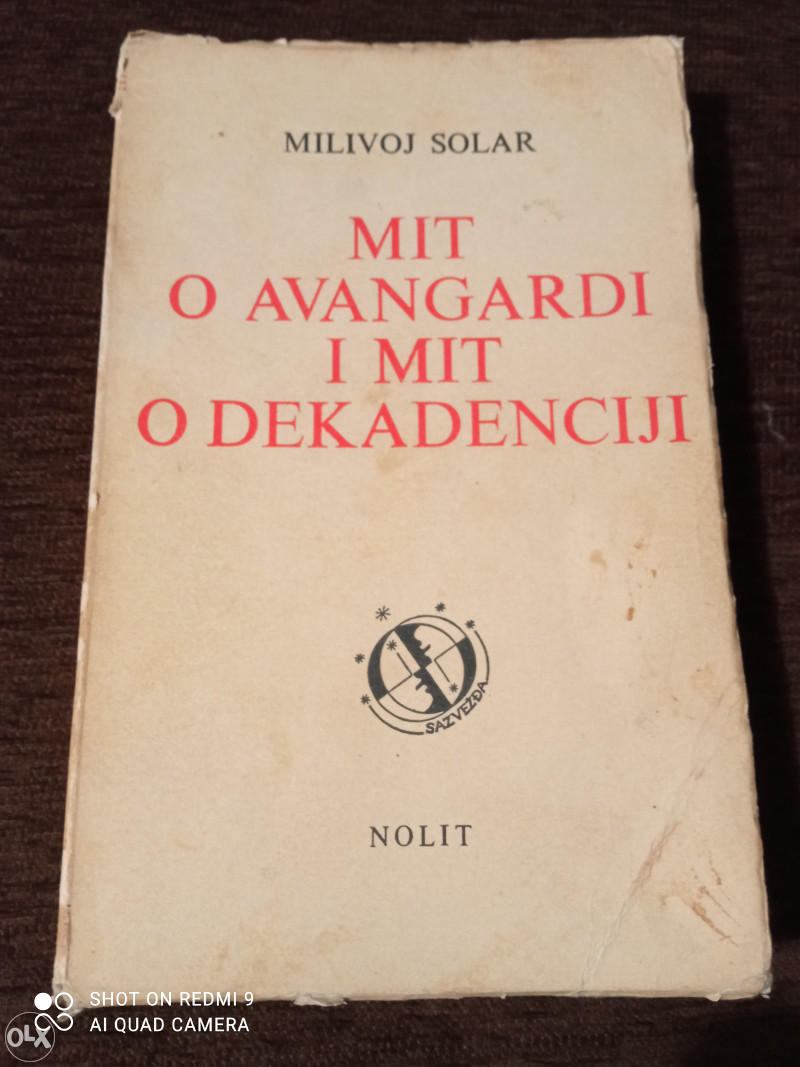 MILIVOJ SOLAR
MIT
O AVANGARDI
I MIT
O DEKADENCIJI
SAZVEŽĐA
NOLIT
SHOT ON REDMI 9
AI QUAD CAMERA
OLX